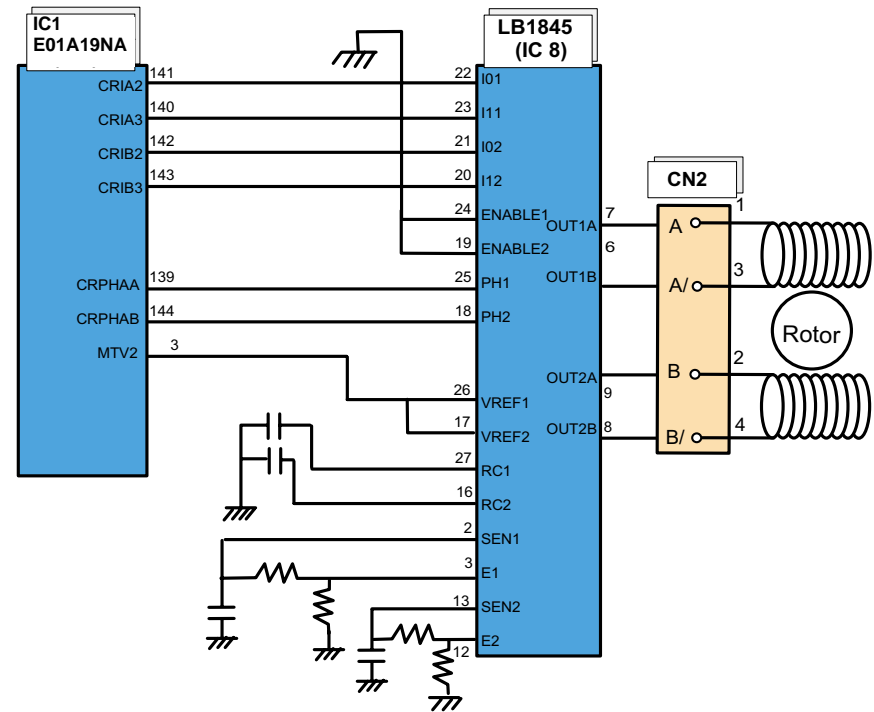 IC1
E01A19NA
LB1845
(IC 8)
CN2
CRIA2 141
CRIA3 140
CRIB2 142
CRIB3 143
CRPHAA 139
CRPHAB 144
MTV2 3
22 I01
23 I11
21 I02
20 I12
24 ENABLE1
19 ENABLE2
25 PH1
18 PH2
26 VREF1
17 VREF2
27 RC1
16 RC2
2 SEN1
3 E1
13 SEN2
12 E2
OUT1A 7
OUT1B 6
OUT2A 9
OUT2B 8
A 1
A/ 3
B 2
B/ 4
Rotor